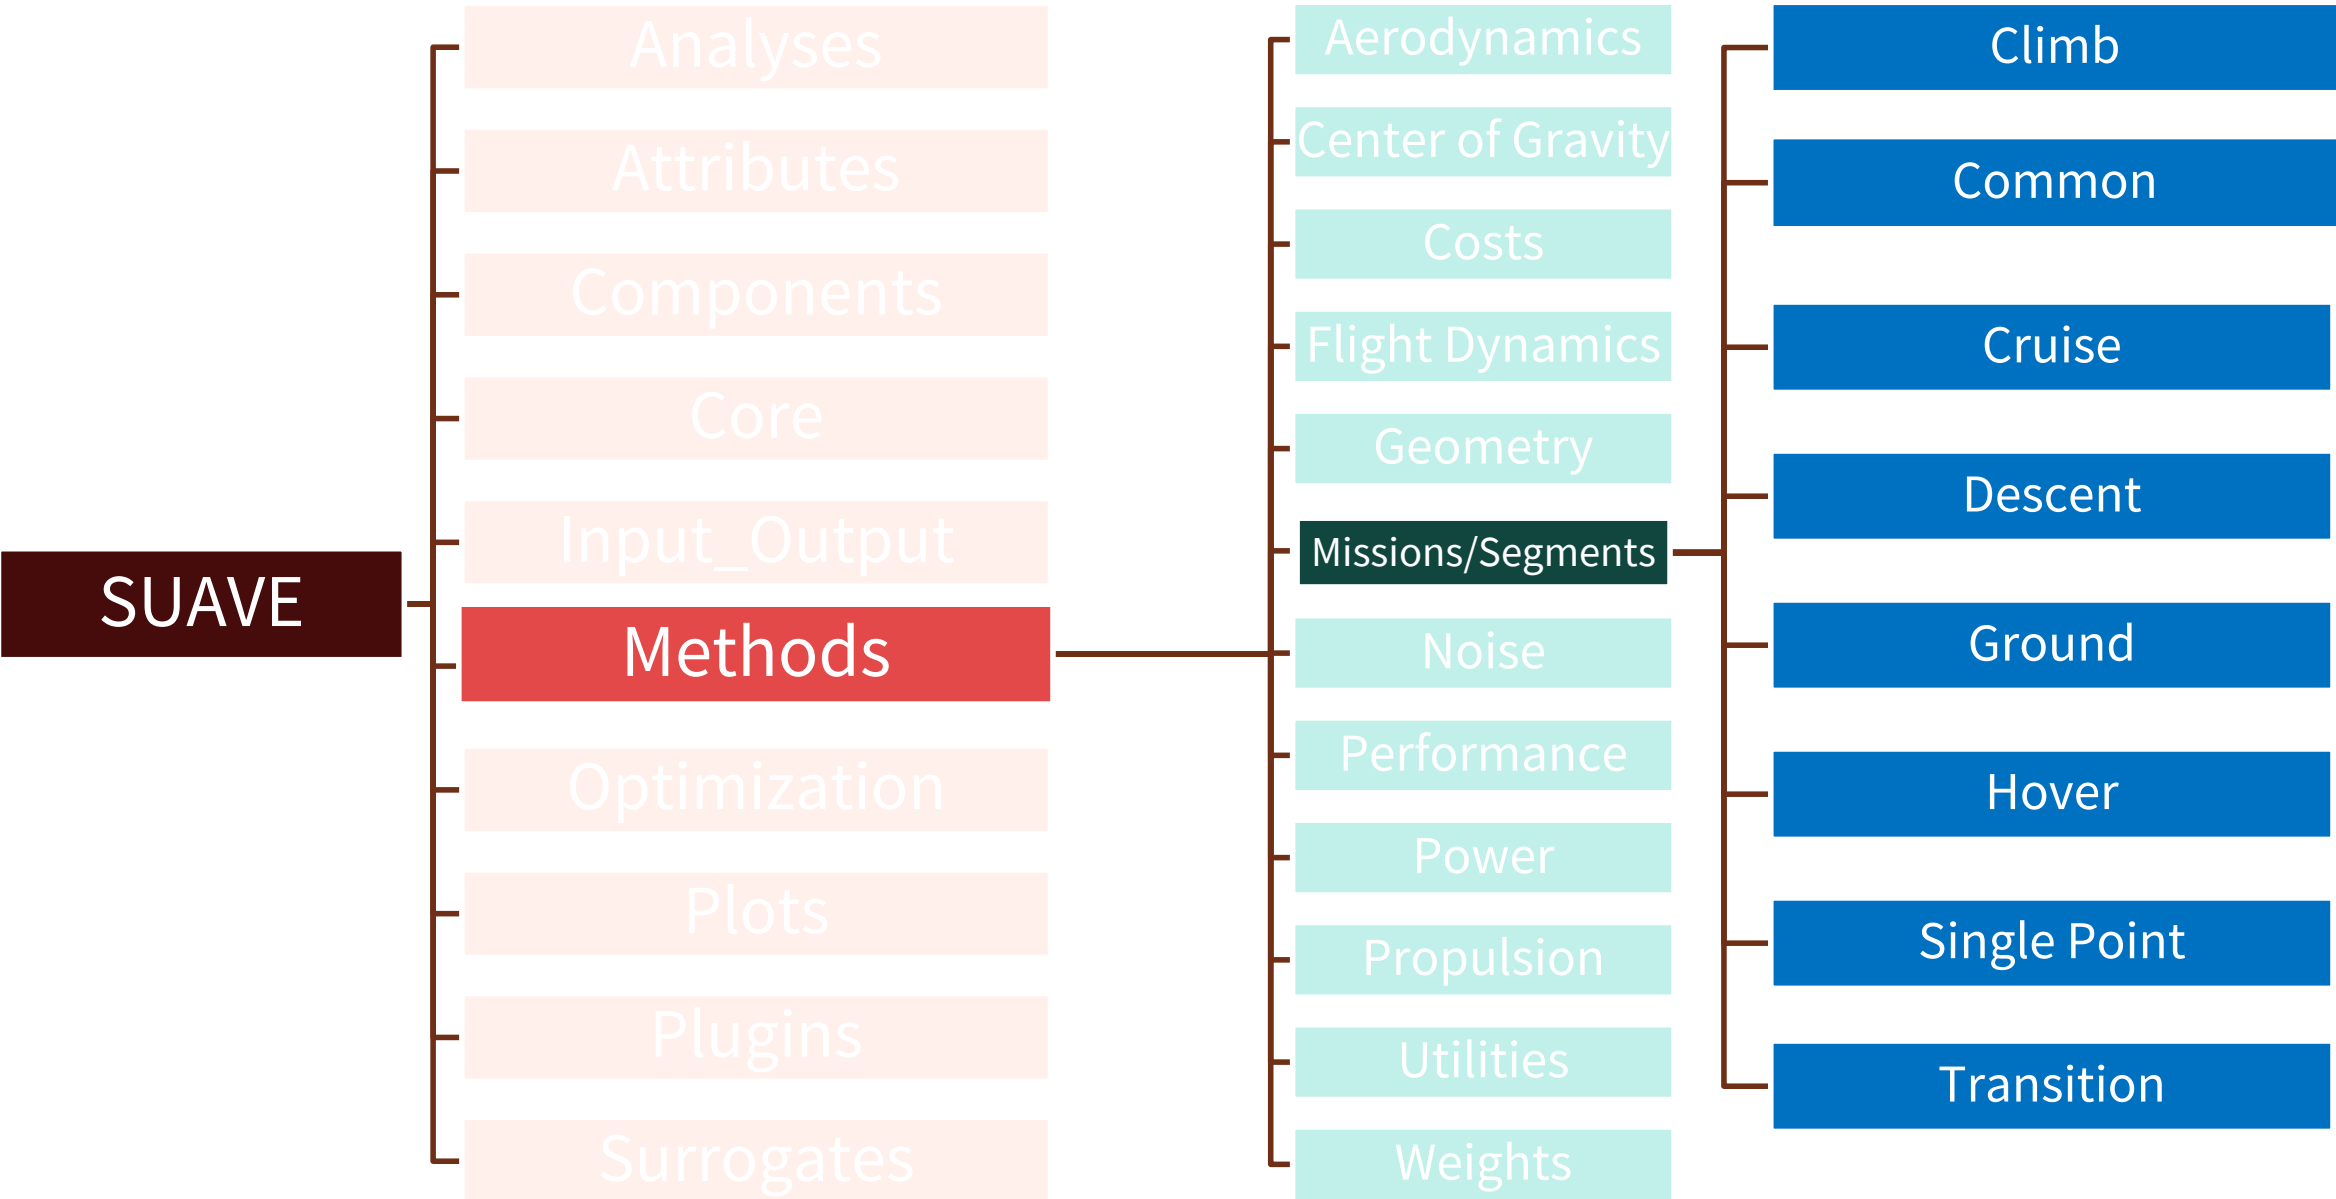 SUAVE
Analyses
Attributes
Components
Core
Input_Output
Methods
Optimization
Plots
Plugins
Surrogates
Aerodynamics
Center of Gravity
Costs
Flight Dynamics
Geometry
Missions/Segments
Noise
Performance
Power
Propulsion
Utilities
Weights
Climb
Common
Cruise
Descent
Ground
Hover
Single Point
Transition